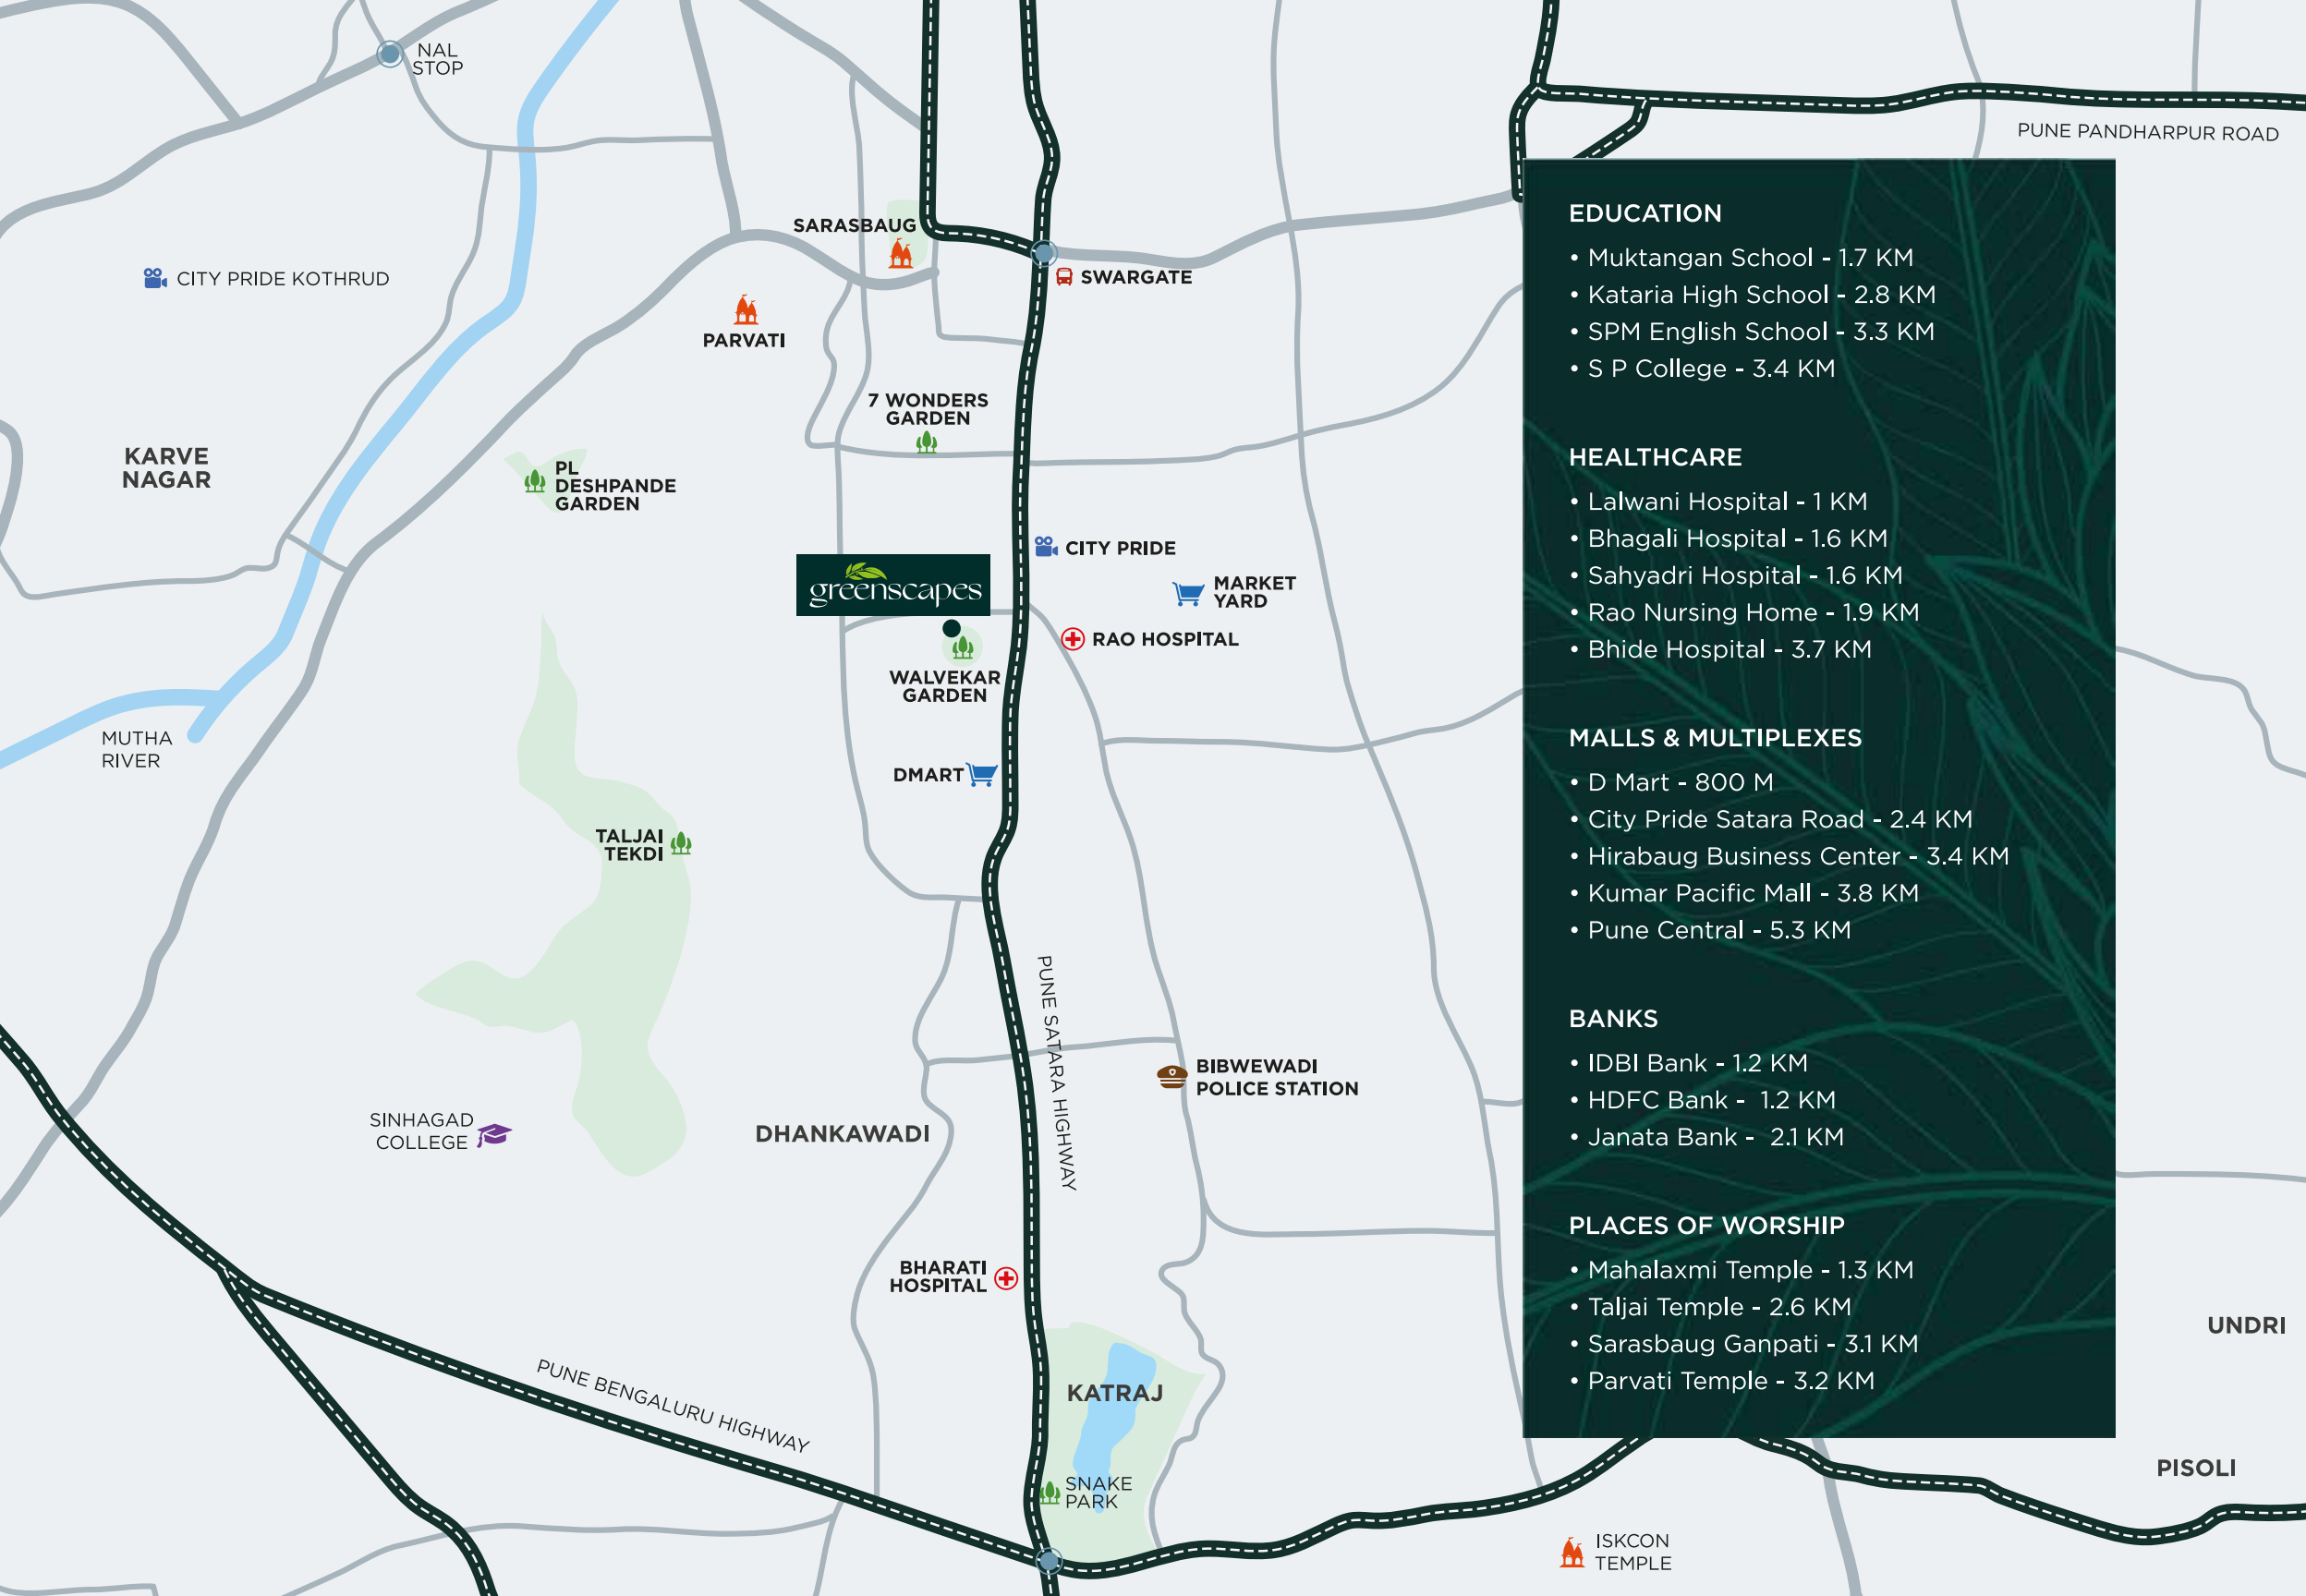 NAL
STOP
PUNE PANDHARPUR ROAD
SARASBAUG
CITY PRIDE KOTHRUD
SWARGATE
PARVATI
7 WONDERS
GARDEN
KARVE
NAGAR
PL
DESHPANDE
GARDEN
CITY PRIDE
greenscapes
MARKET
YARD
RAO HOSPITAL
WALVEKAR
GARDEN
MUTHA
RIVER
DMART
TALJAI
TEKDI
PUNE SATARA HIGHWAY
BIBWEWADI
POLICE STATION
SINHAGAD
COLLEGE
DHANKAWADI
BHARATI
HOSPITAL
PUNE BENGALURU HIGHWAY
KATRAJ
SNAKE
PARK
ISKCON
TEMPLE
UNDRI
PISOLI
EDUCATION
• Muktangan School - 1.7 KM
• Kataria High School - 2.8 KM
• SPM English School - 3.3 KM
• S P College - 3.4 KM
HEALTHCARE
• Lalwani Hospital - 1 KM
• Bhagali Hospital - 1.6 KM
• Sahyadri Hospital - 1.6 KM
• Rao Nursing Home - 1.9 KM
• Bhide Hospital - 3.7 KM
MALLS & MULTIPLEXES
• D Mart - 800 M
• City Pride Satara Road - 2.4 KM
• Hirabaug Business Center - 3.4 KM
• Kumar Pacific Mall - 3.8 KM
• Pune Central - 5.3 KM
BANKS
• IDBI Bank - 1.2 KM
• HDFC Bank -  1.2 KM
• Janata Bank -  2.1 KM
PLACES OF WORSHIP
• Mahalaxmi Temple - 1.3 KM
• Taljai Temple - 2.6 KM
• Sarasbaug Ganpati - 3.1 KM
• Parvati Temple - 3.2 KM